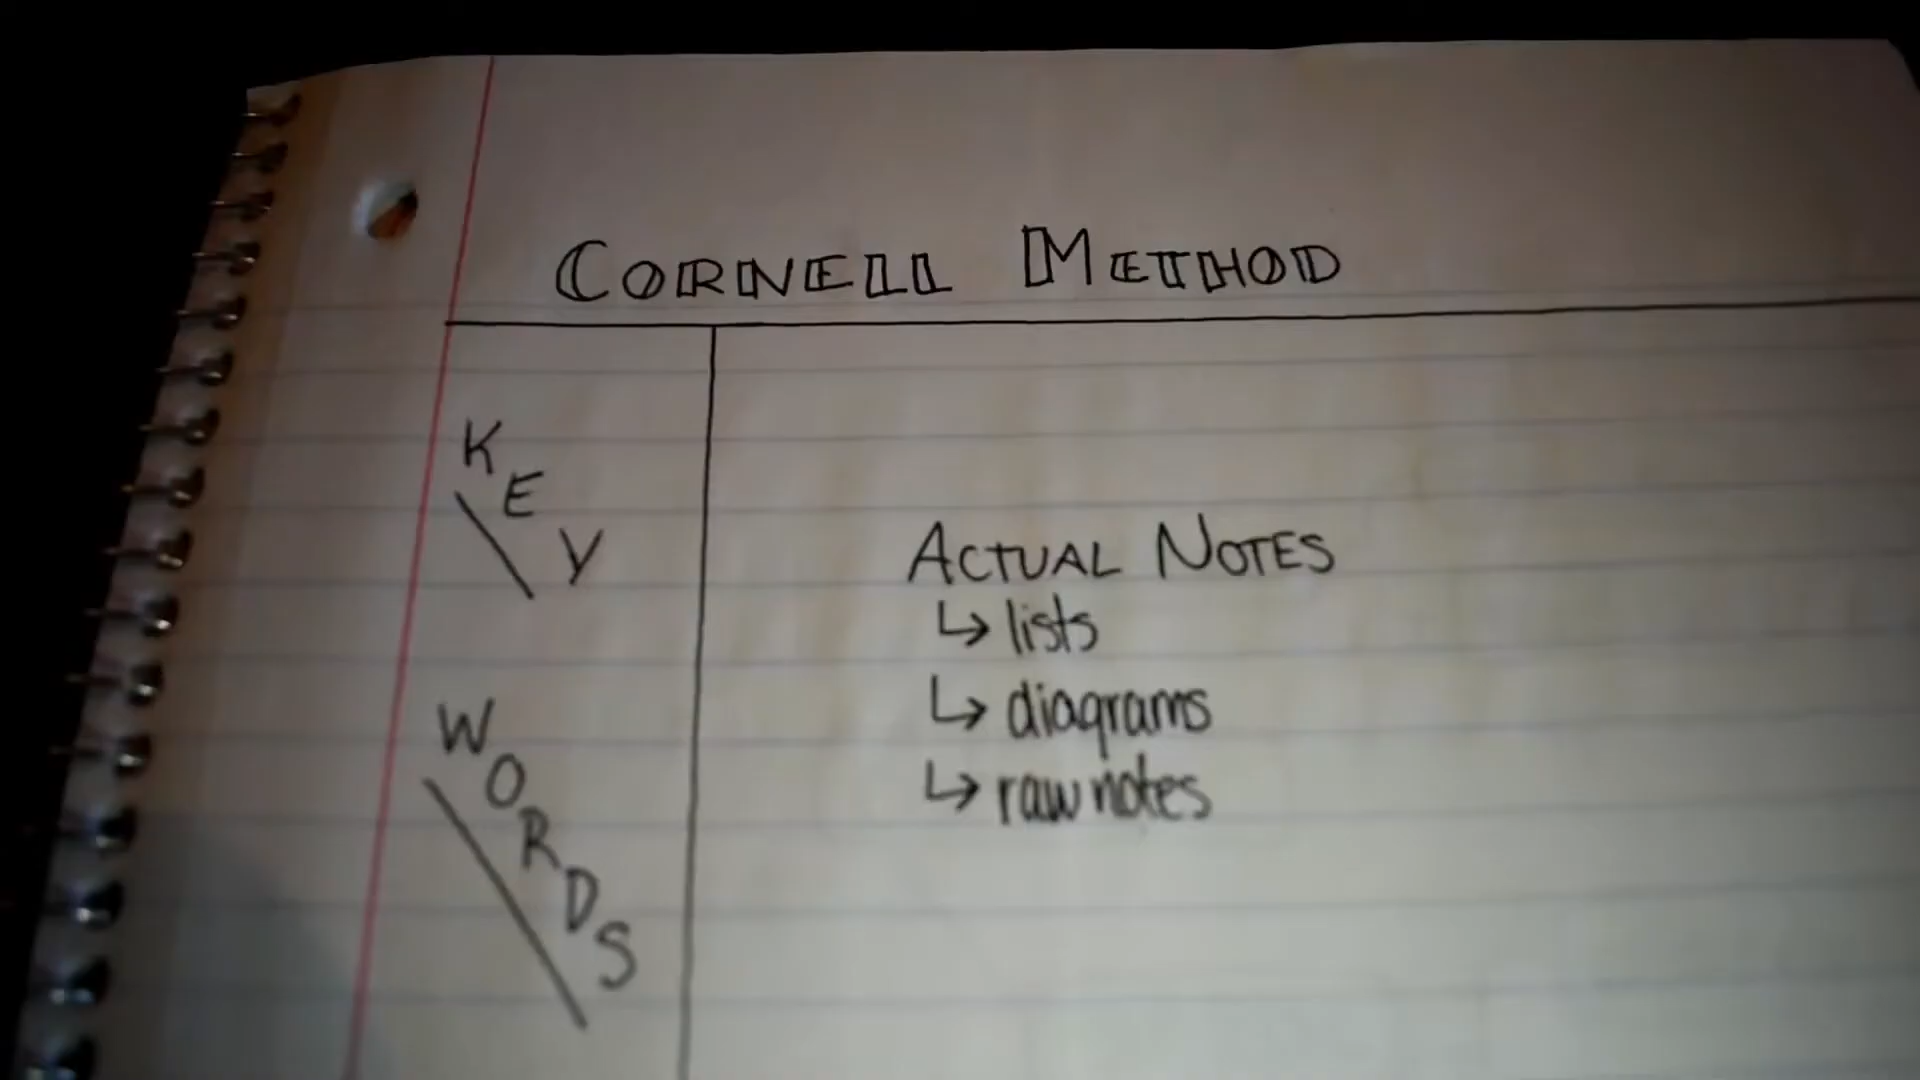 CORNELL METHOD
KEY
WORDS
ACTUAL NOTES
↳ lists
↳ diagrams
↳ raw notes